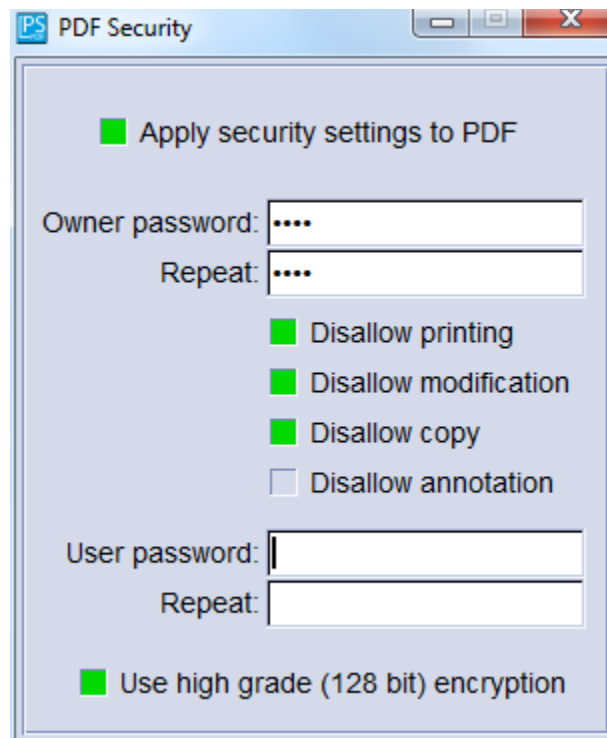 PS PDF PDF Security
Apply security settings to PDF
Owner password: ••••
Repeat: ••••
Disallow printing
Disallow modification
Disallow copy
Disallow annotation
User password:
Repeat:
Use high grade (128 bit) encryption